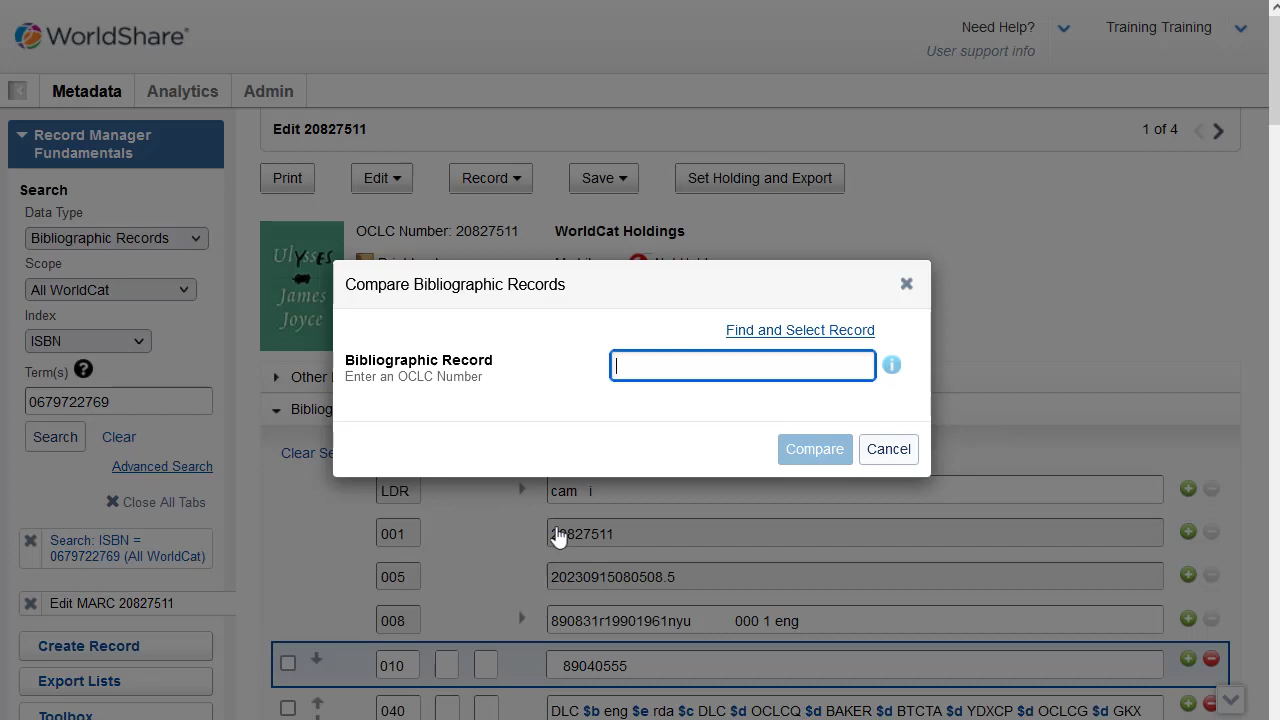 WorldShare®
Need Help?
Training Training
User support info
Metadata
Analytics
Admin
Record Manager
Fundamentals
Search
Data Type
Bibliographic Records
Scope
All WorldCat
Index
ISBN
Term(s)
0679722769
Search
Clear
Advanced Search
Close All Tabs
Search: ISBN =
0679722769 (All WorldCat)
Edit MARC 20827511
Create Record
Export Lists
Toolbox
Edit 20827511
1 of 4
Print
Edit
Record
Save
Set Holding and Export
Ulysses
James
Joyce
OCLC Number: 20827511
WorldCat Holdings
Compare Bibliographic Records
Find and Select Record
Bibliographic Record
Enter an OCLC Number
Compare
Cancel
Other
Bibliog
Clear Se
LDR
cam i
001
20827511
005
20230915080508.5
008
890831r19901961nyu 000 1 eng
010
89040555
040
DLC $b eng $e rda $c DLC $d OCLCQ $d BAKER $d BTCTA $d YDXCP $d OCLCG $d GKX